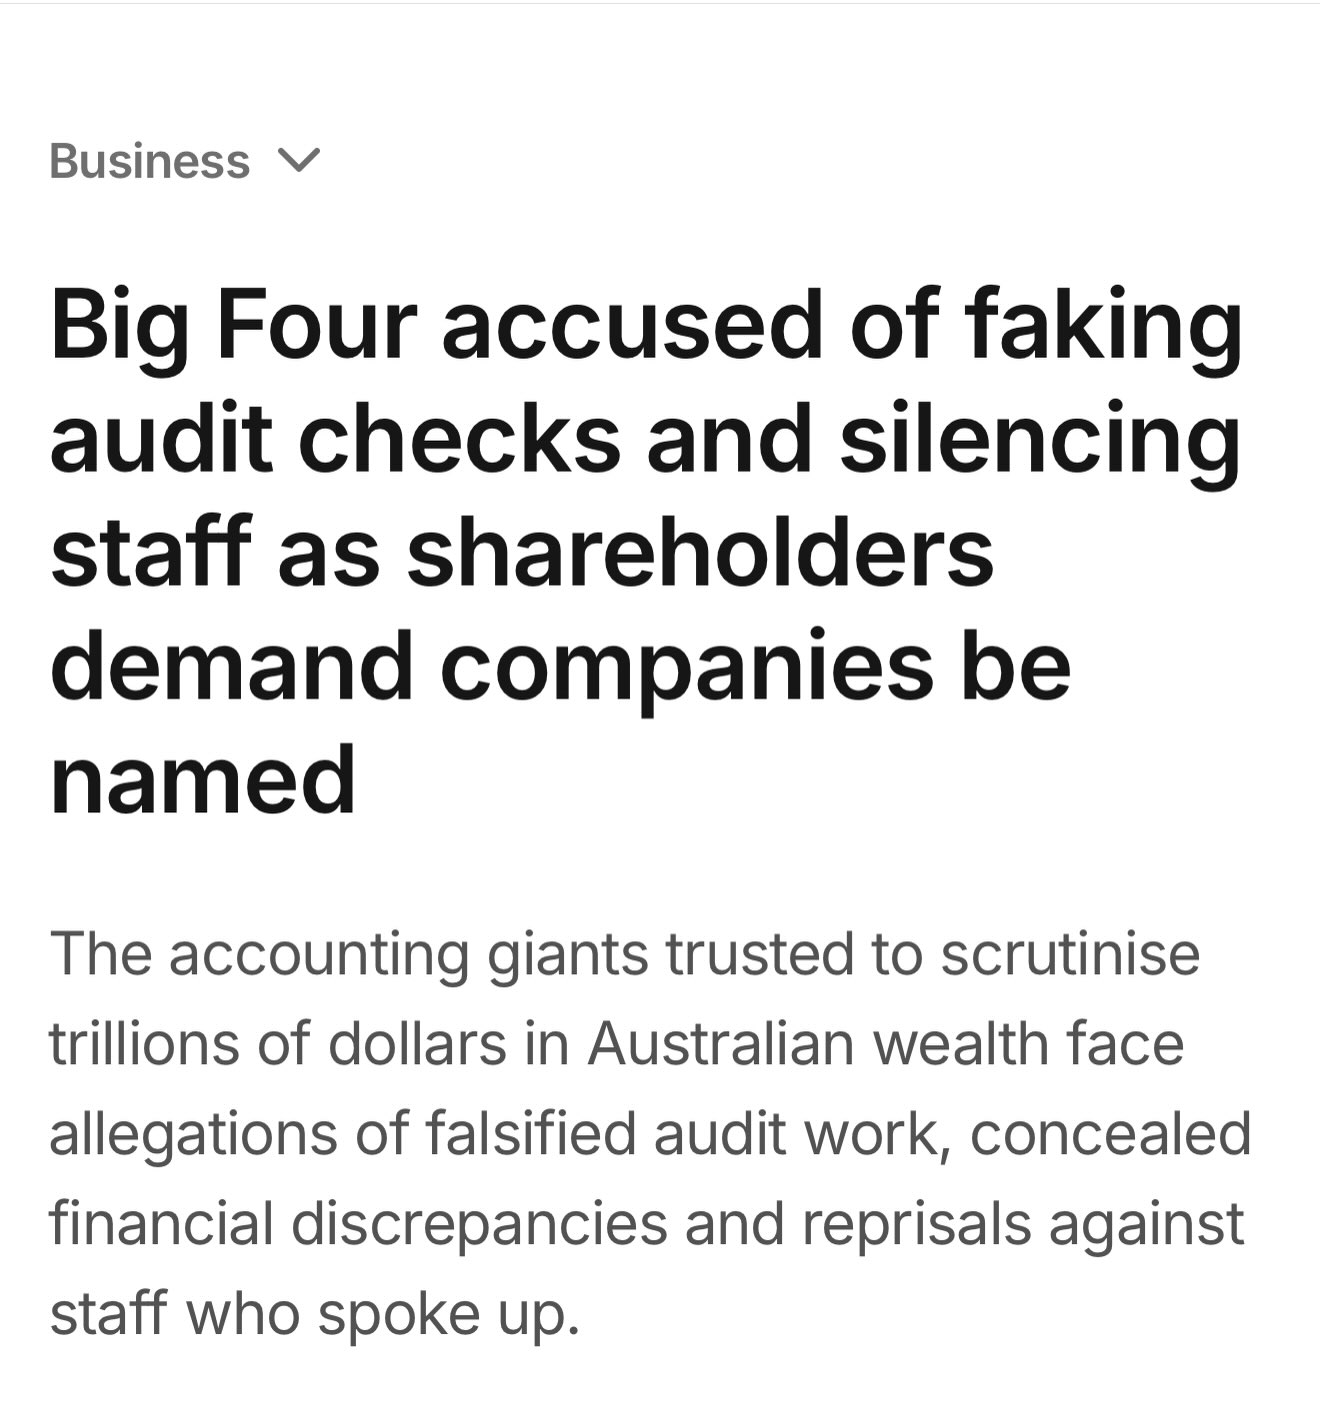 Business
Big Four accused of faking
audit checks and silencing
staff as shareholders
demand companies be
named
The accounting giants trusted to scrutinise
trillions of dollars in Australian wealth face
allegations of falsified audit work, concealed
financial discrepancies and reprisals against
staff who spoke up.